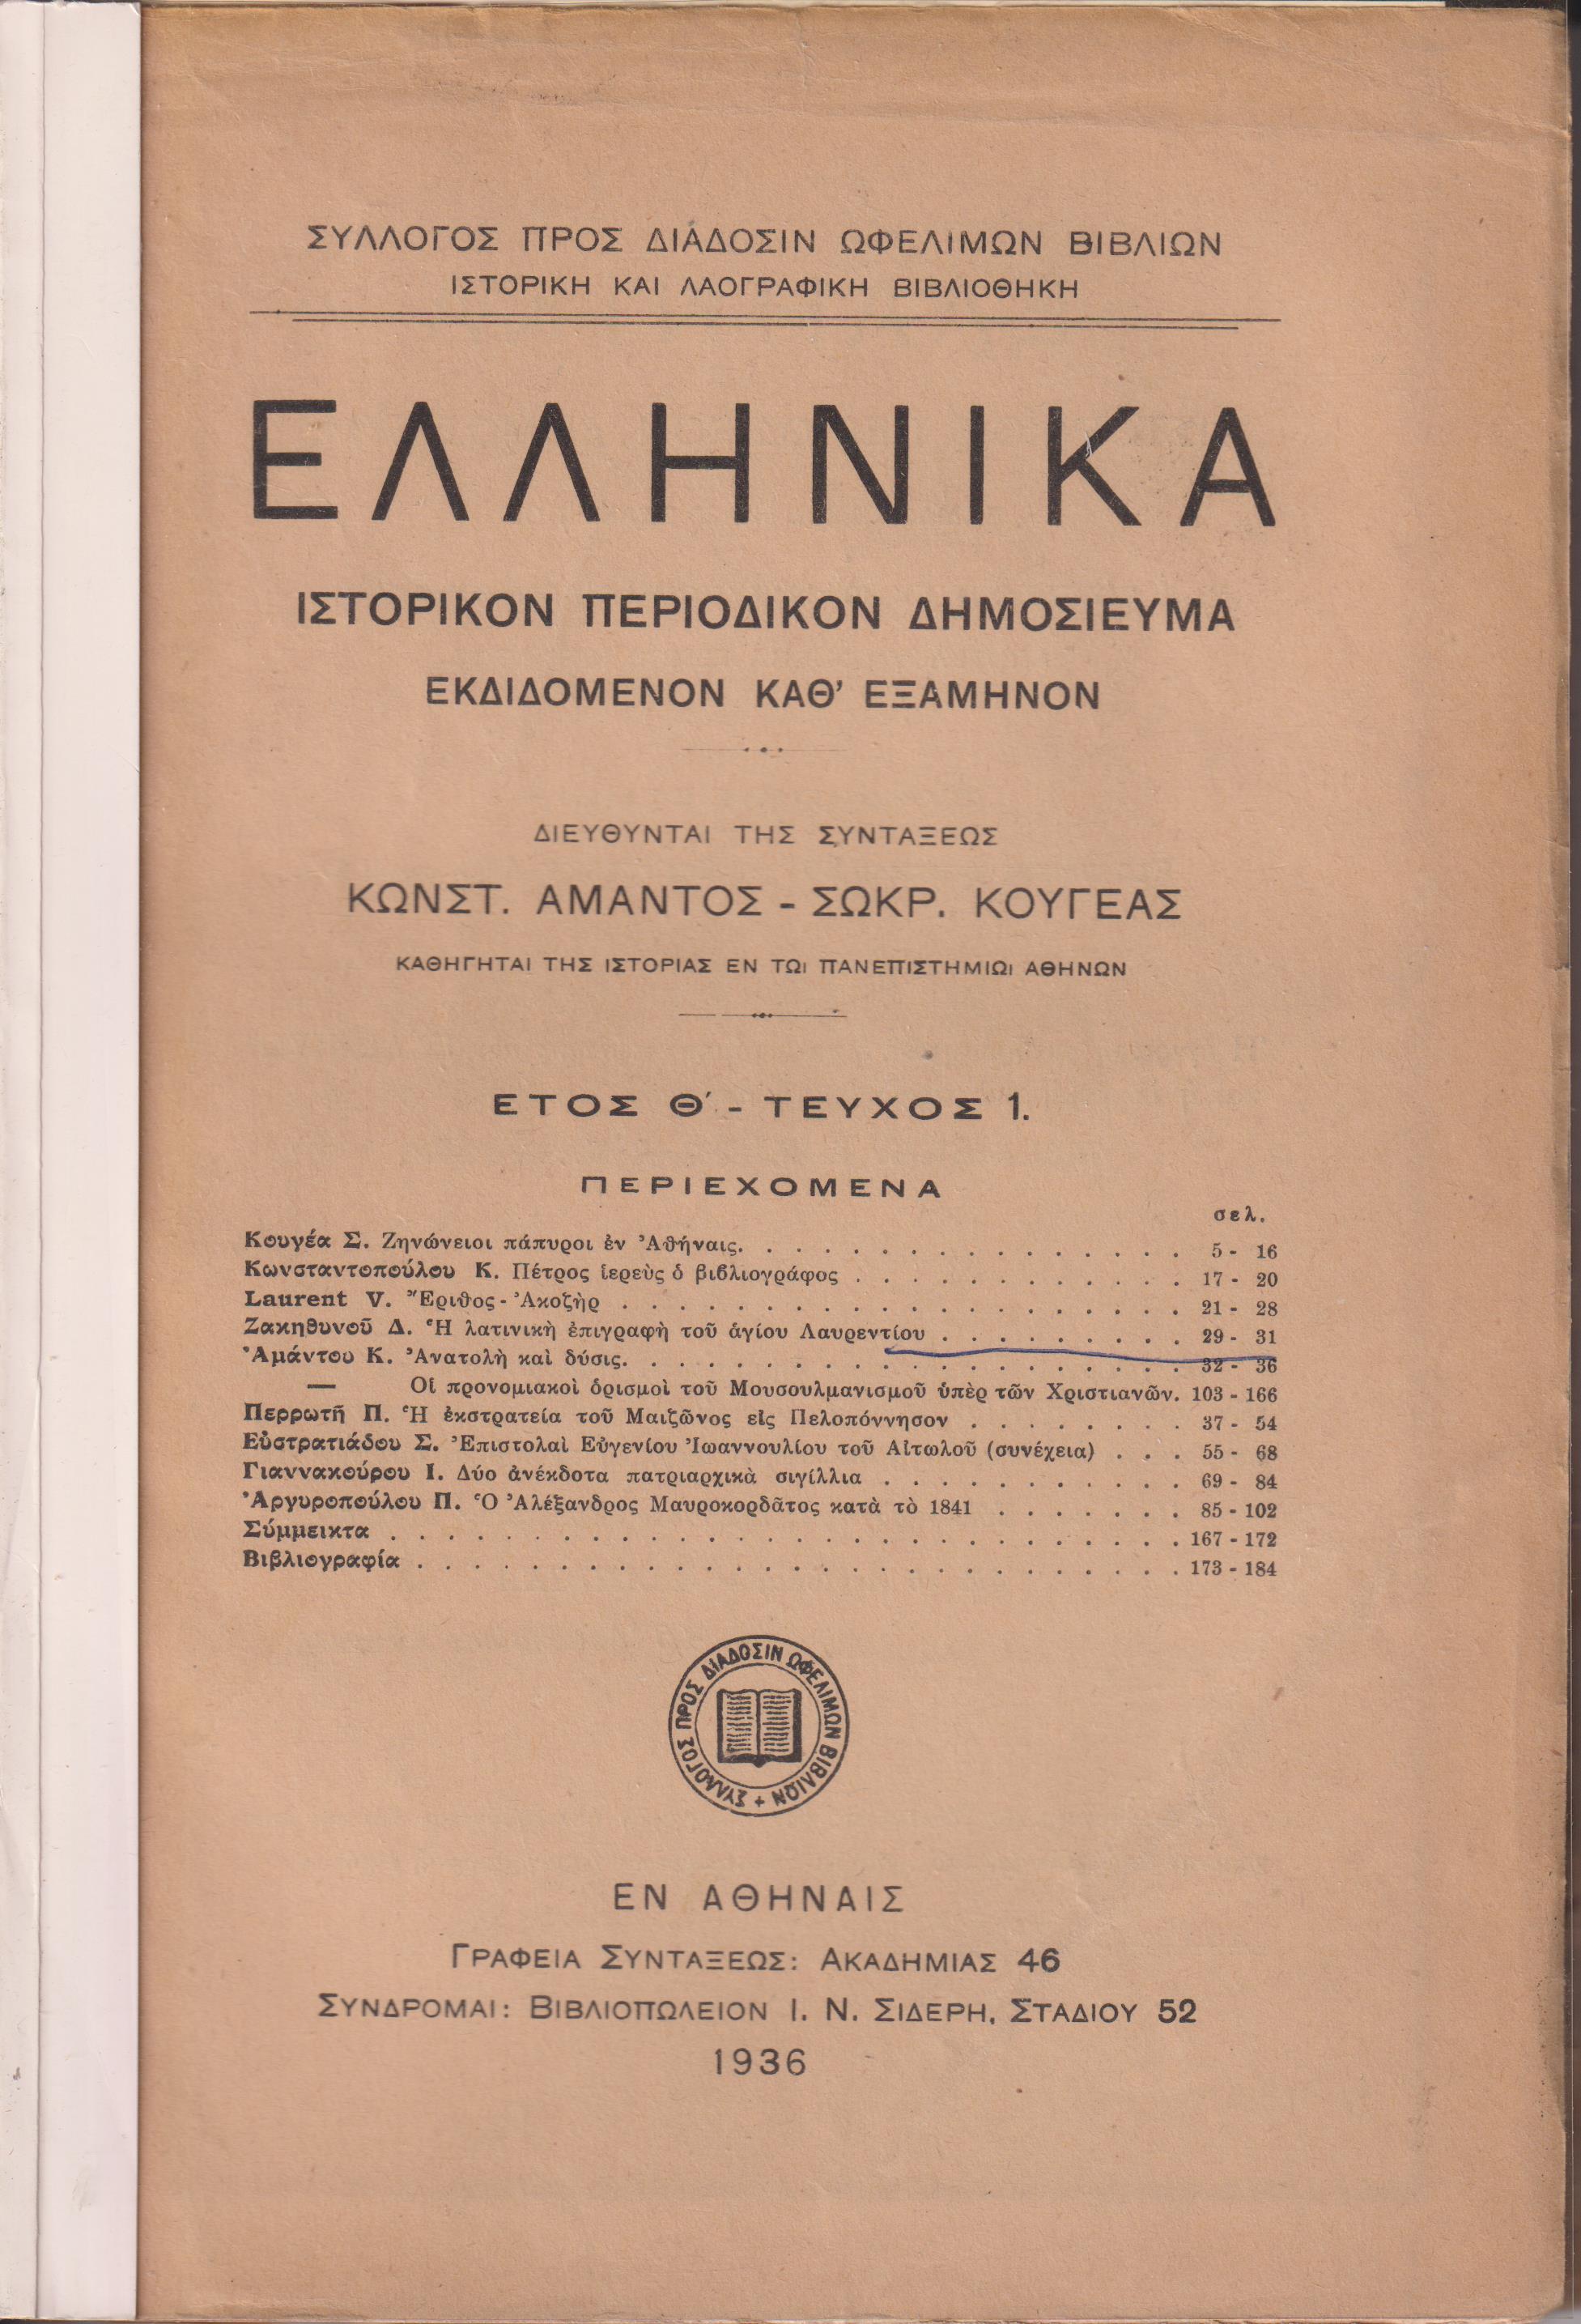 ΣΥΛΛΟΓΟΣ ΠΡΟΣ ΔΙΑΔΟΣΙΝ ΩΦΕΛΙΜΩΝ ΒΙΒΛΙΩΝ
ΙΣΤΟΡΙΚΗ ΚΑΙ ΛΑΟΓΡΑΦΙΚΗ ΒΙΒΛΙΟΘΗΚΗ
ΕΛΛΗΝΙΚΑ
ΙΣΤΟΡΙΚΟΝ ΠΕΡΙΟΔΙΚΟΝ ΔΗΜΟΣΙΕΥΜΑ
ΕΚΔΙΔΟΜΕΝΟΝ ΚΑΘ' ΕΞΑΜΗΝΟΝ
ΔΙΕΥΘΥΝΤΑΙ ΤΗΣ ΣΥΝΤΑΞΕΩΣ
ΚΩΝΣΤ. ΑΜΑΝΤΟΣ - ΣΩΚΡ. ΚΟΥΓΕΑΣ
ΚΑΘΗΓΗΤΑΙ ΤΗΣ ΙΣΤΟΡΙΑΣ ΕΝ ΤΩι ΠΑΝΕΠΙΣΤΗΜΙΩι ΑΘΗΝΩΝ
ΕΤΟΣ Θ΄ - ΤΕΥΧΟΣ 1.
ΠΕΡΙΕΧΟΜΕΝΑ
σελ.
Κουγέα Σ. Ζηνώνειοι πάπυροι ἐν Ἀθήναις. . . . . . . . . . . . . . . . 5 - 16
Κωνσταντοπούλου Κ. Πέτρος ἱερεὺς ὁ βιβλιογράφος . . . . . . . . . . . . 17 - 20
Laurent V. Ἔριθος - Ἀκοζὴρ . . . . . . . . . . . . . . . . . . . . 21 - 28
Ζακηθυνοῦ Δ. Ἡ λατινικὴ ἐπιγραφὴ τοῦ ἁγίου Λαυρεντίου . . . . . . . . . 29 - 31
Ἀμάντου Κ. Ἀνατολὴ καὶ δύσις. . . . . . . . . . . . . . . . . . . . 32 - 36
— Οἱ προνομιακοὶ ὁρισμοὶ τοῦ Μουσουλμανισμοῦ ὑπὲρ τῶν Χριστιανῶν. 103 - 166
Περρωτῆ Π. Ἡ ἐκστρατεία τοῦ Μαιζῶνος εἰς Πελοπόννησον . . . . . . . . 37 - 54
Εὐστρατιάδου Σ. Ἐπιστολαὶ Εὐγενίου Ἰωαννουλίου τοῦ Αἰτωλοῦ (συνέχεια) . . . 55 - 68
Γιαννακούρου Ι. Δύο ἀνέκδοτα πατριαρχικὰ σιγίλλια . . . . . . . . . . . 69 - 84
Ἀργυροπούλου Π. Ὁ Ἀλέξανδρος Μαυροκορδᾶτος κατὰ τὸ 1841 . . . . . . . 85 - 102
Σύμμεικτα . . . . . . . . . . . . . . . . . . . . . . . . . . . . 167 - 172
Βιβλιογραφία . . . . . . . . . . . . . . . . . . . . . . . . . . . 173 - 184
ΣΥΛΛΟΓΟΣ ΠΡΟΣ ΔΙΑΔΟΣΙΝ ΩΦΕΛΙΜΩΝ ΒΙΒΛΙΩΝ +
ΕΝ ΑΘΗΝΑΙΣ
ΓΡΑΦΕΙΑ ΣΥΝΤΑΞΕΩΣ: ΑΚΑΔΗΜΙΑΣ 46
ΣΥΝΔΡΟΜΑΙ: ΒΙΒΛΙΟΠΩΛΕΙΟΝ Ι. Ν. ΣΙΔΕΡΗ, ΣΤΑΔΙΟΥ 52
1936